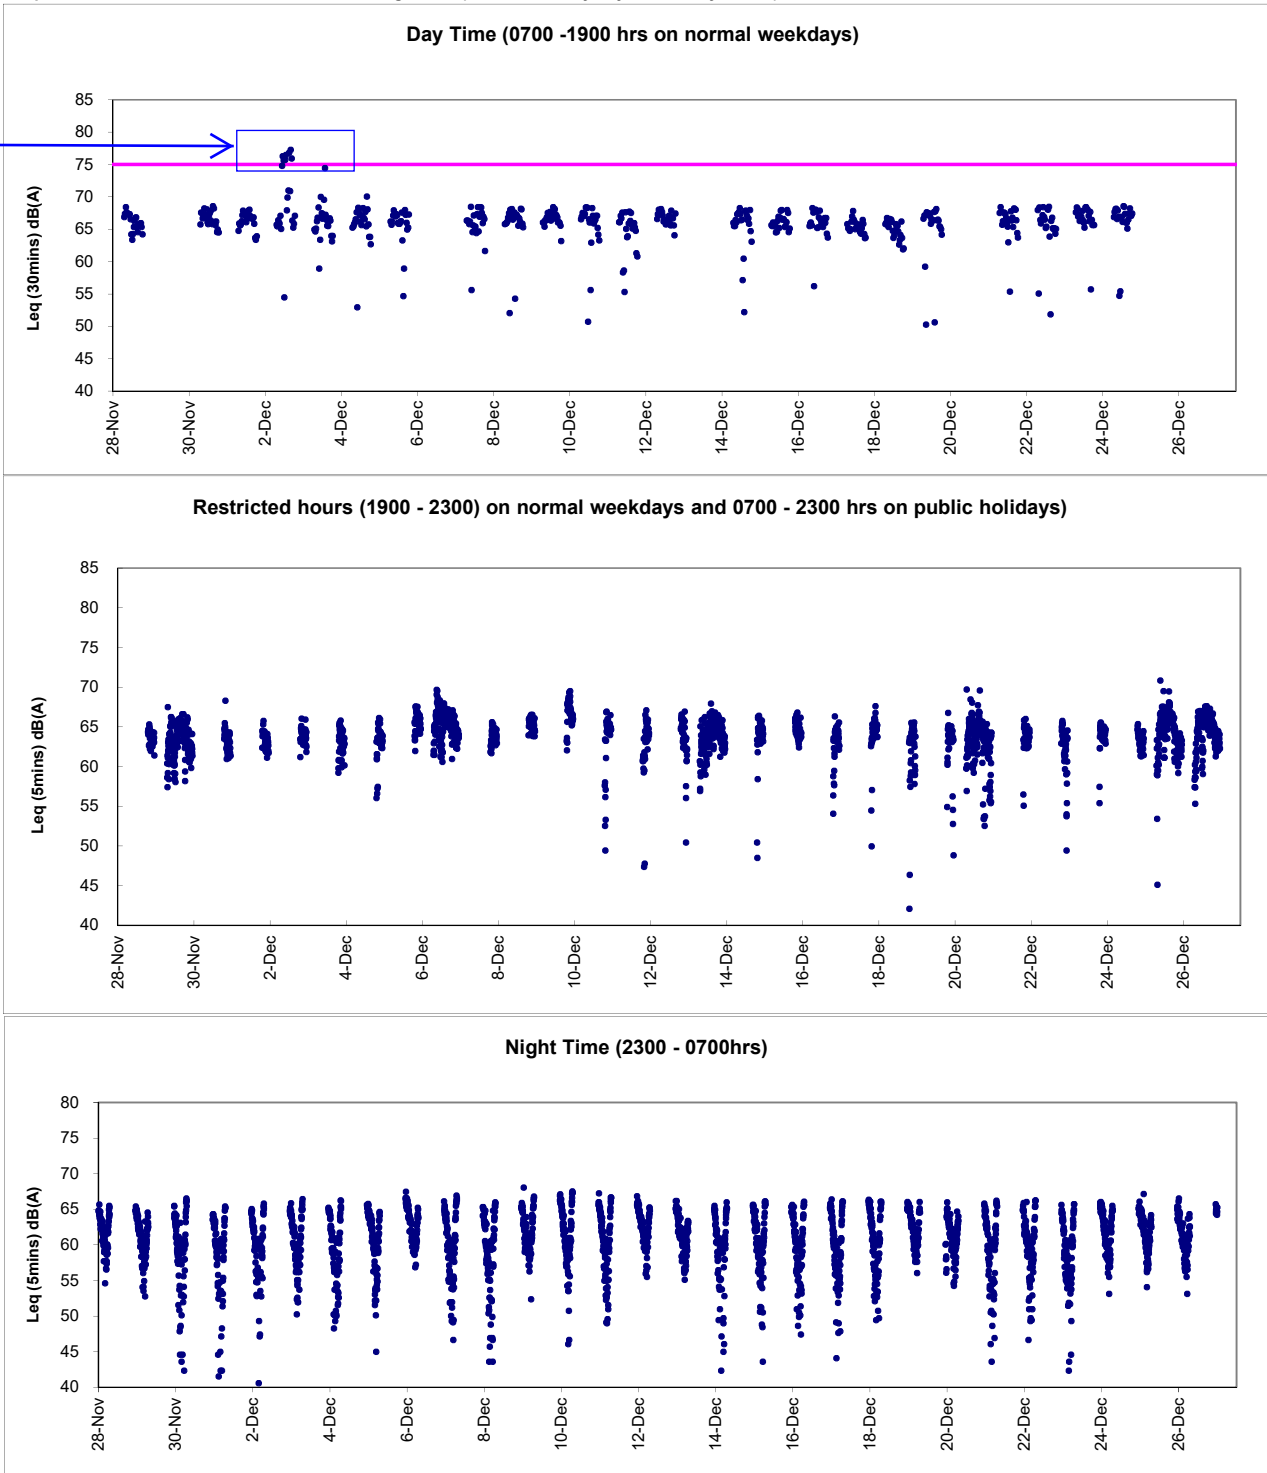 Day Time (0700 -1900 hrs on normal weekdays)
Leq (30mins) dB(A)
85
80
75
70
65
60
55
50
45
40
28-Nov
30-Nov
2-Dec
4-Dec
6-Dec
8-Dec
10-Dec
12-Dec
14-Dec
16-Dec
18-Dec
20-Dec
22-Dec
24-Dec
26-Dec
Restricted hours (1900 - 2300) on normal weekdays and 0700 - 2300 hrs on public holidays)
Leq (5mins) dB(A)
85
80
75
70
65
60
55
50
45
40
28-Nov
30-Nov
2-Dec
4-Dec
6-Dec
8-Dec
10-Dec
12-Dec
14-Dec
16-Dec
18-Dec
20-Dec
22-Dec
24-Dec
26-Dec
Night Time (2300 - 0700hrs)
Leq (5mins) dB(A)
80
75
70
65
60
55
50
45
40
28-Nov
30-Nov
2-Dec
4-Dec
6-Dec
8-Dec
10-Dec
12-Dec
14-Dec
16-Dec
18-Dec
20-Dec
22-Dec
24-Dec
26-Dec